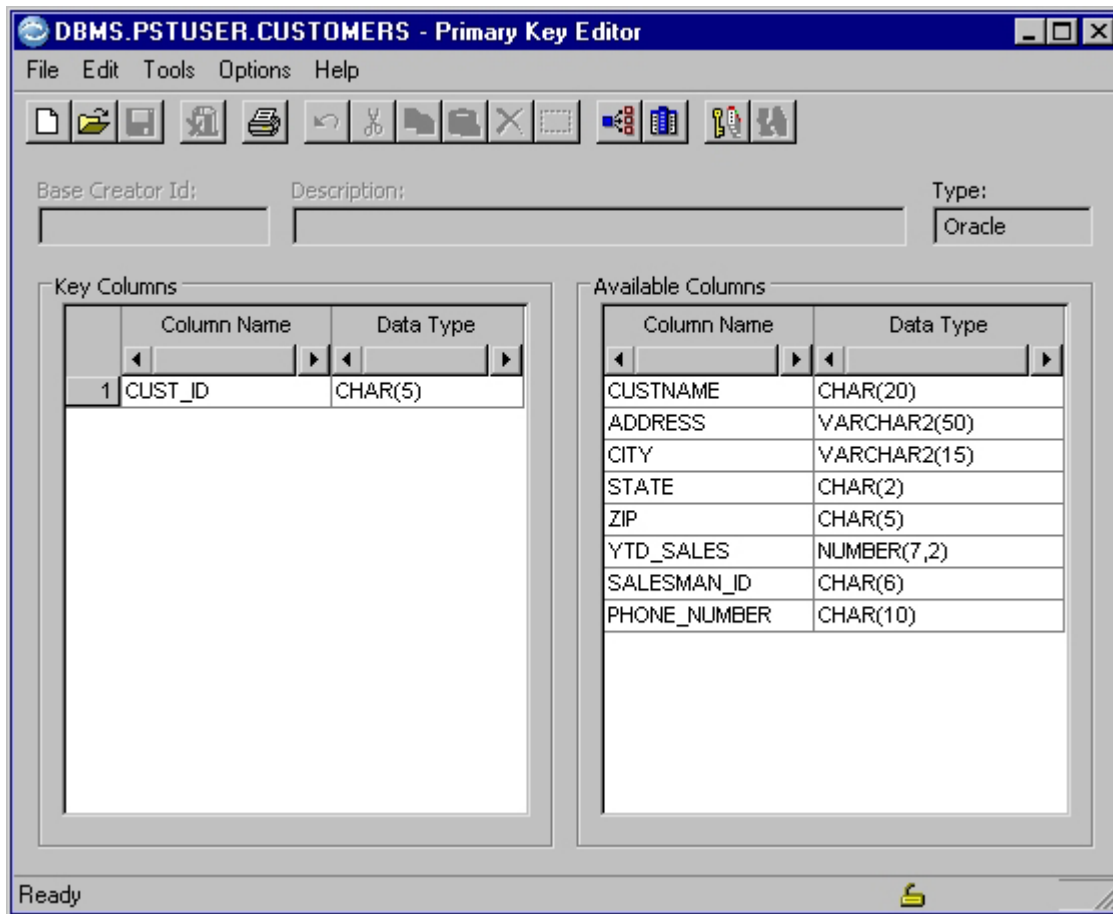 DBMS.PSTUSER.CUSTOMERS - Primary Key Editor
File Edit Tools Options Help
Base Creator Id: Description: Type:
Oracle
Key Columns Available Columns
Column Name Data Type Column Name Data Type
1 CUST_ID CHAR(5) CUSTNAME CHAR(20)
ADDRESS VARCHAR2(50)
CITY VARCHAR2(15)
STATE CHAR(2)
ZIP CHAR(5)
YTD_SALES NUMBER(7,2)
SALESMAN_ID CHAR(6)
PHONE_NUMBER CHAR(10)
Ready